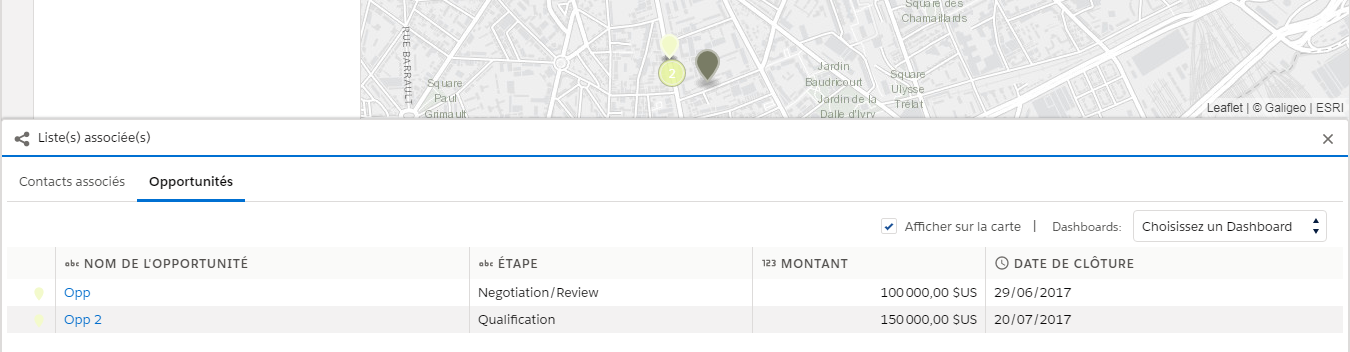 Square des
Chamaillards
RUE BARRAULT
Square
Paul
Grimault
2
Jardin
Baudricourt
Jardin de la
Dalle d'Ivry
Square
Ulysse
Trélat
Leaflet | © Galigeo | ESRI
Liste(s) associée(s)
Contacts associés Opportunités
Afficher sur la carte | Dashboards: Choisissez un Dashboard
abc NOM DE L'OPPORTUNITÉ abc ÉTAPE 123 MONTANT DATE DE CLÔTURE
Opp Negotiation/Review 100 000,00 $US 29/06/2017
Opp 2 Qualification 150 000,00 $US 20/07/2017